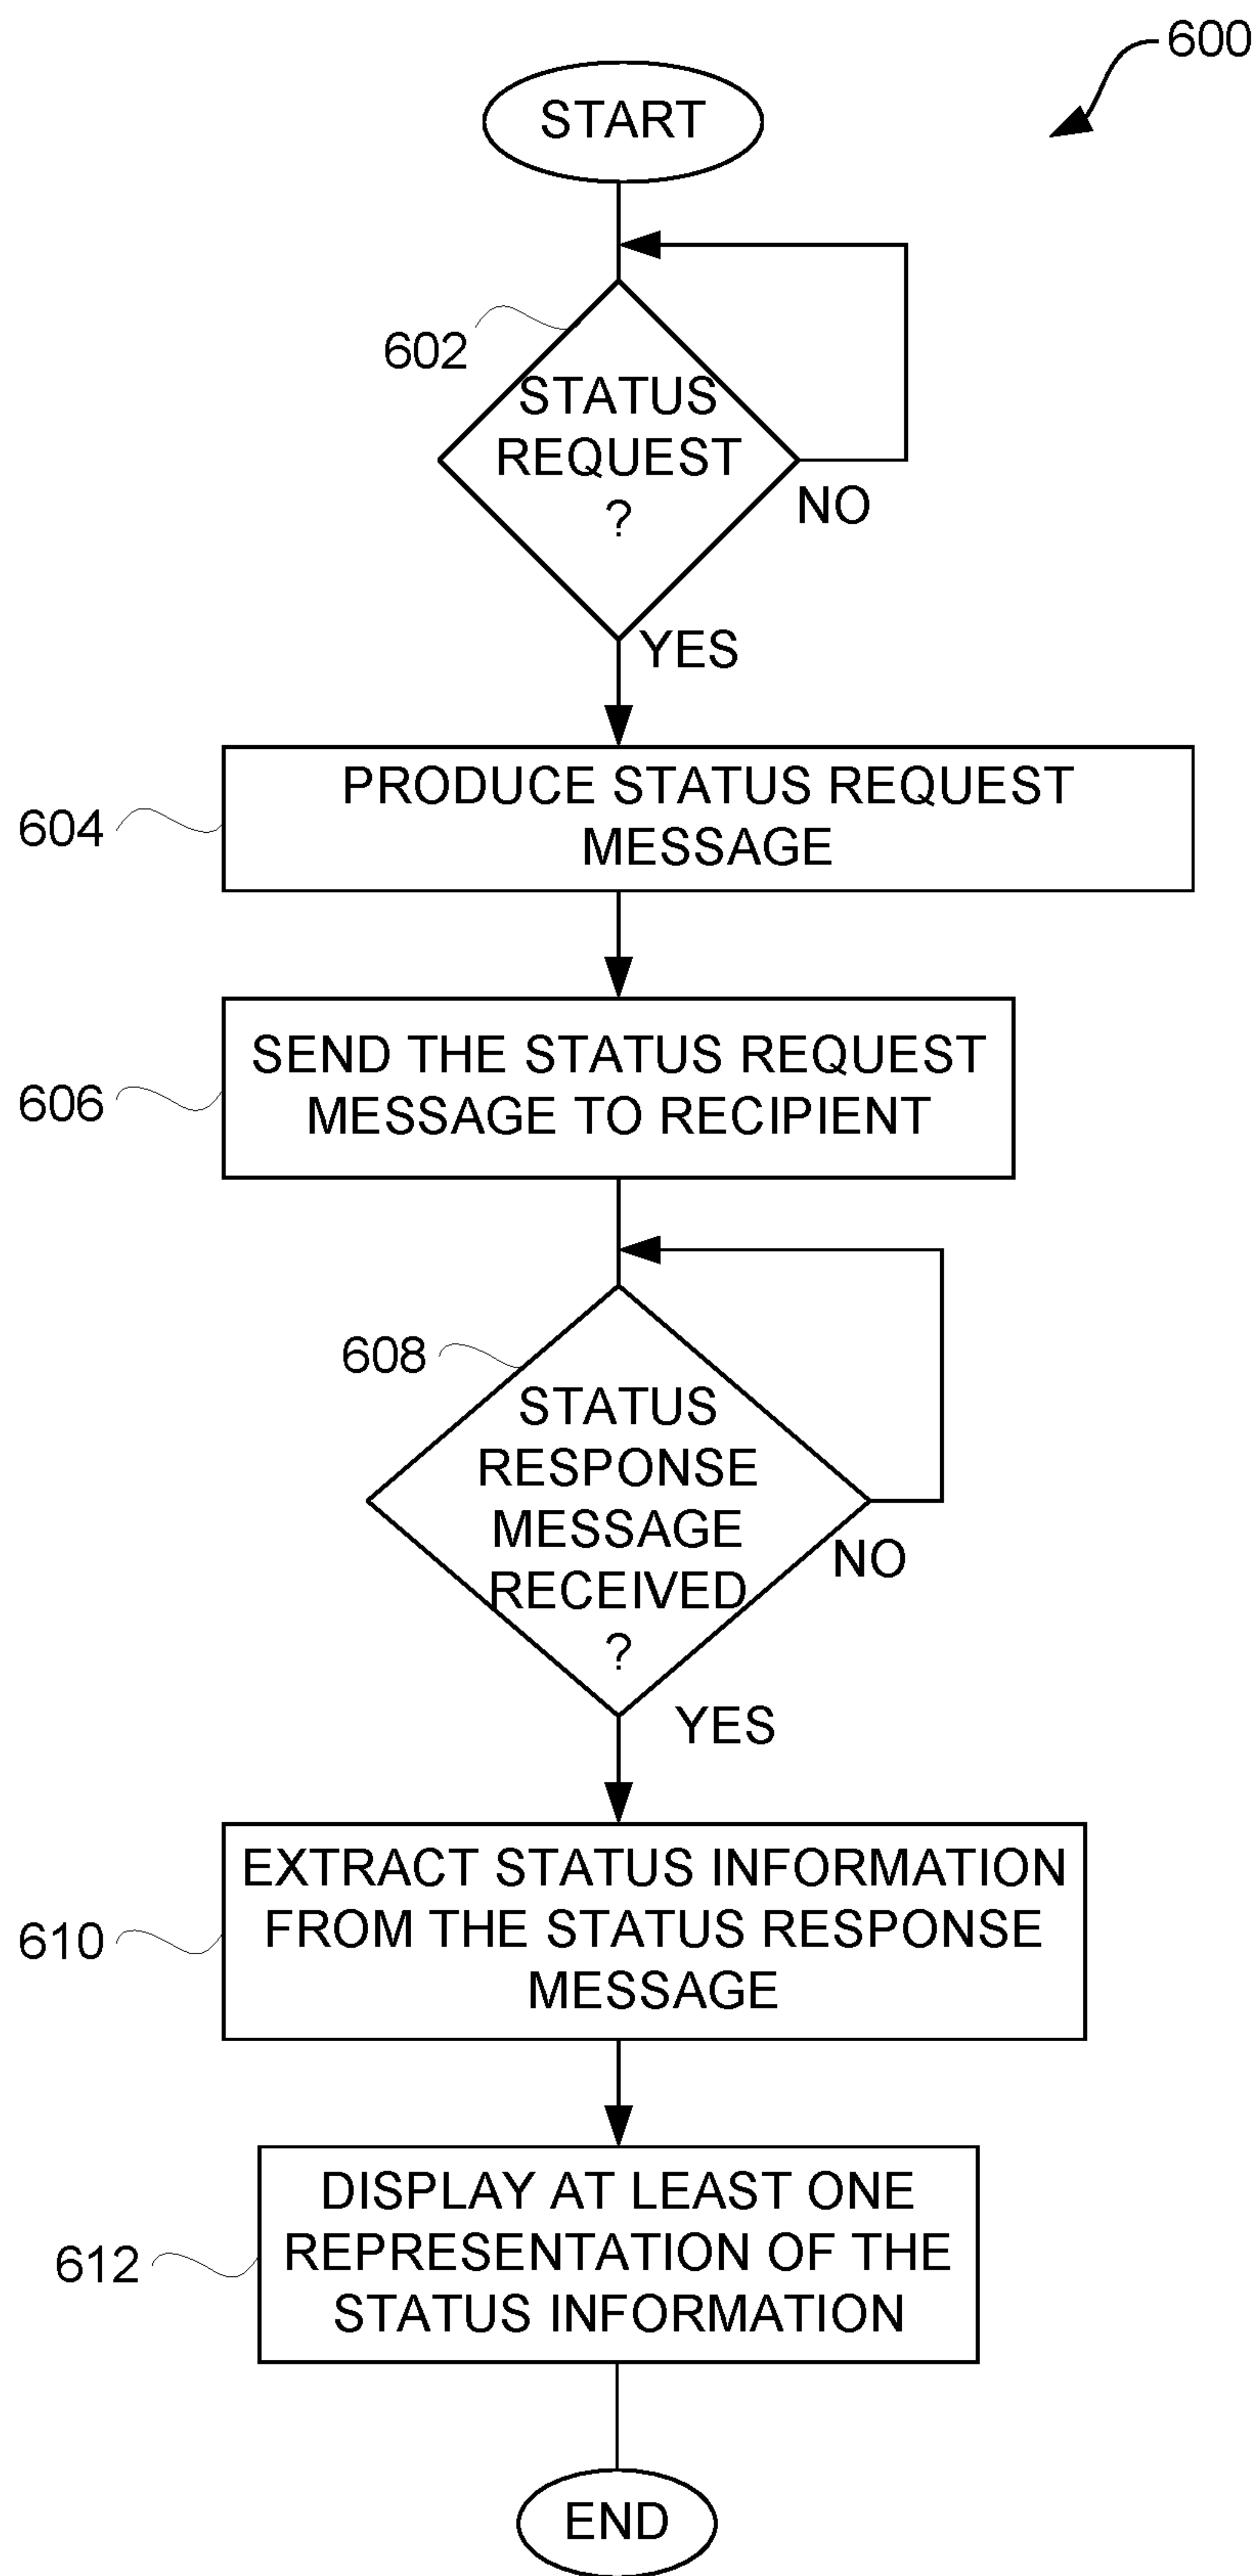 600
START
602
STATUS
REQUEST
?
NO
YES
604
PRODUCE STATUS REQUEST
MESSAGE
606
SEND THE STATUS REQUEST
MESSAGE TO RECIPIENT
608
STATUS
RESPONSE
MESSAGE
RECEIVED
?
NO
YES
610
EXTRACT STATUS INFORMATION
FROM THE STATUS RESPONSE
MESSAGE
612
DISPLAY AT LEAST ONE
REPRESENTATION OF THE
STATUS INFORMATION
END